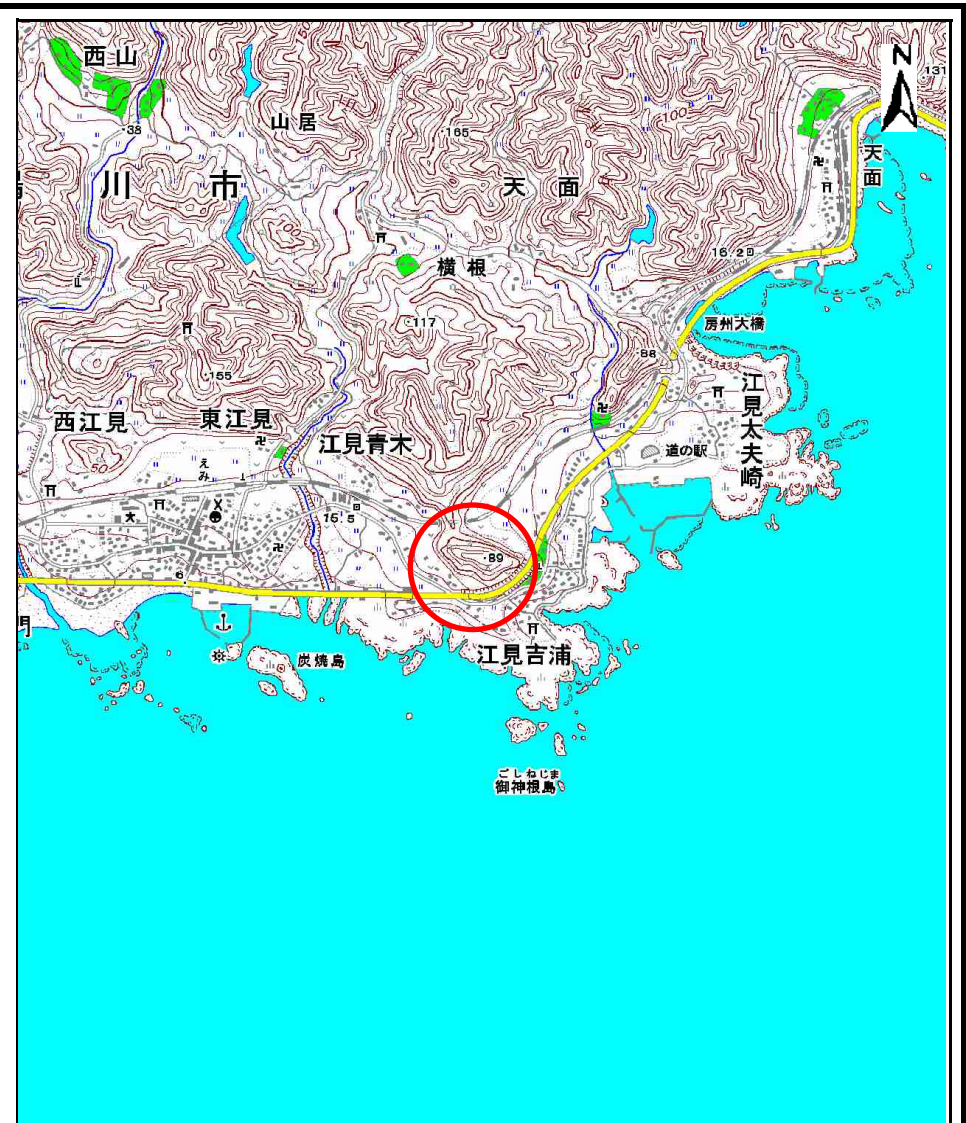 西山
N
131
150
38
山居
165
100
天面
川市
天面
100
16.2
横根
117
房州大橋
88
155
江見太夫崎
西江見
東江見
江見青木
道の駅
50
えみ
15.5
89
6
江見吉浦
炭焼島
ごしねじま
御神根島